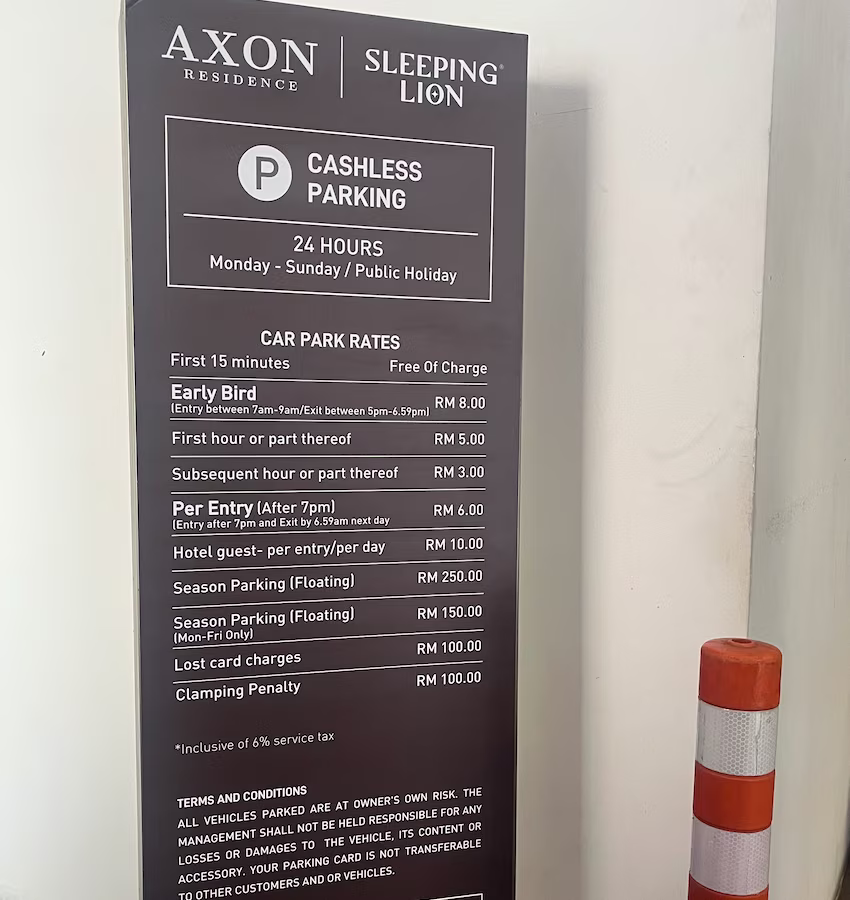 AXON
RESIDENCE
SLEEPING®
LION
P
CASHLESS
PARKING
24 HOURS
Monday - Sunday / Public Holiday
CAR PARK RATES
First 15 minutes Free Of Charge
Early Bird RM 8.00
(Entry between 7am-9am/Exit between 5pm-6.59pm)
First hour or part thereof RM 5.00
Subsequent hour or part thereof RM 3.00
Per Entry (After 7pm) RM 6.00
(Entry after 7pm and Exit by 6.59am next day
Hotel guest- per entry/per day RM 10.00
Season Parking (Floating) RM 250.00
Season Parking (Floating) RM 150.00
(Mon-Fri Only)
Lost card charges RM 100.00
Clamping Penalty RM 100.00
*Inclusive of 6% service tax
TERMS AND CONDITIONS
ALL VEHICLES PARKED ARE AT OWNER'S OWN RISK. THE
MANAGEMENT SHALL NOT BE HELD RESPONSIBLE FOR ANY
LOSSES OR DAMAGES TO THE VEHICLE, ITS CONTENT OR
ACCESSORY. YOUR PARKING CARD IS NOT TRANSFERABLE
TO OTHER CUSTOMERS AND OR VEHICLES.